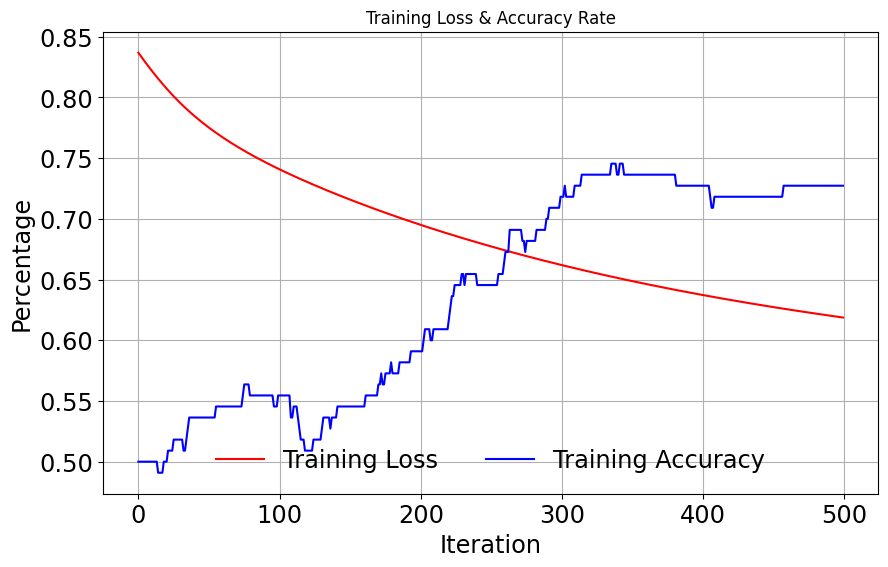 Training Loss & Accuracy Rate
0.85
0.80
0.75
0.70
0.65
0.60
0.55
0.50
Percentage
Training Loss
Training Accuracy
0 100 200 300 400 500
Iteration